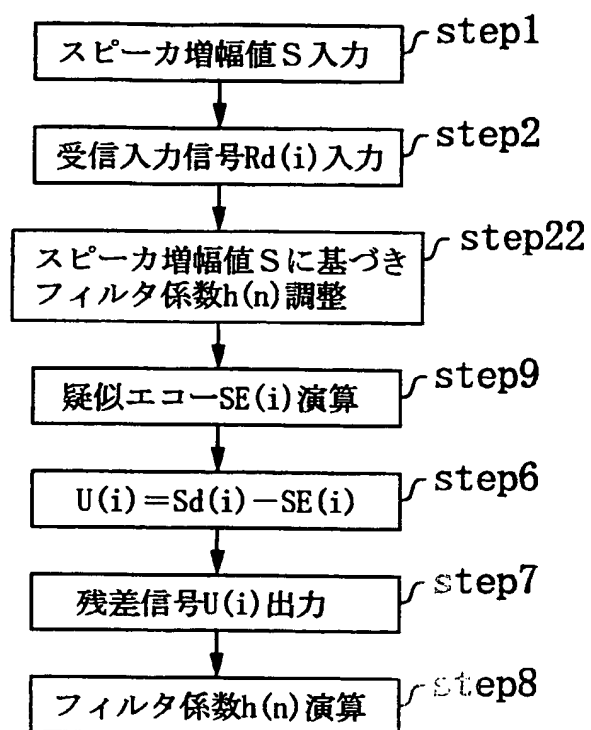 スピーカ増幅値S入力
step1
受信入力信号Rd(i)入力
step2
スピーカ増幅値Sに基づき
フィルタ係数h(n)調整
step22
疑似エコーSE(i)演算
step9
U(i)=Sd(i)-SE(i)
step6
残差信号U(i)出力
step7
フィルタ係数h(n)演算
step8